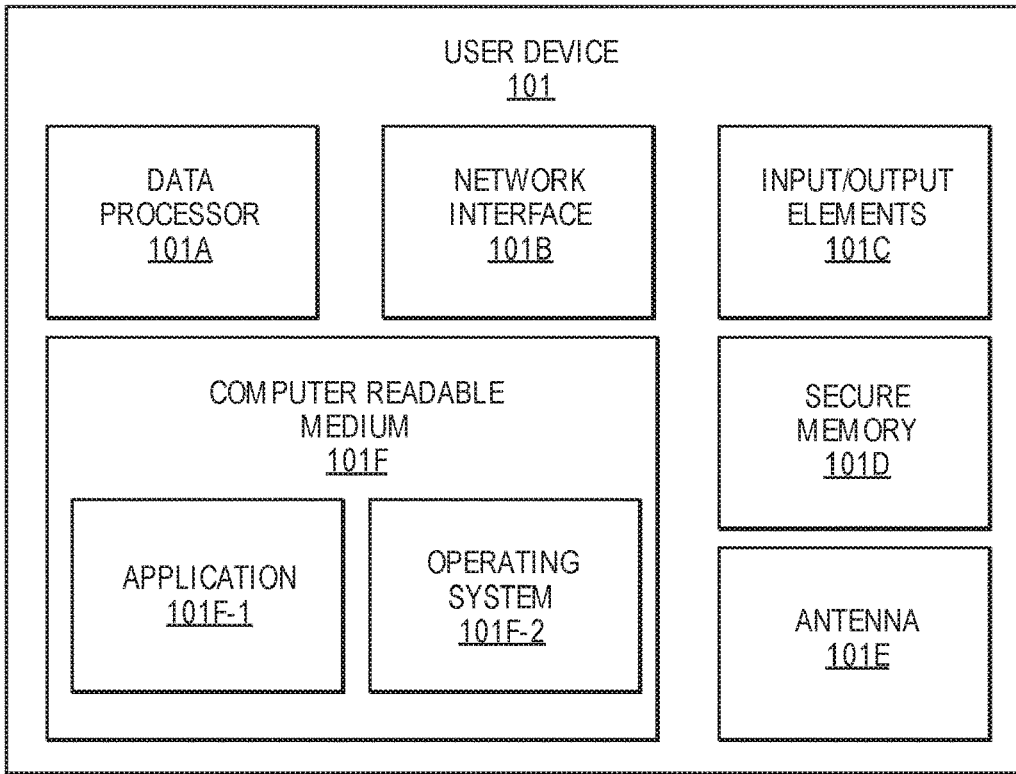 USER DEVICE
101
DATA
PROCESSOR
101A
NETWORK
INTERFACE
101B
INPUT/OUTPUT
ELEMENTS
101C
COMPUTER READABLE
MEDIUM
101F
APPLICATION
101F-1
OPERATING
SYSTEM
101F-2
SECURE
MEMORY
101D
ANTENNA
101E